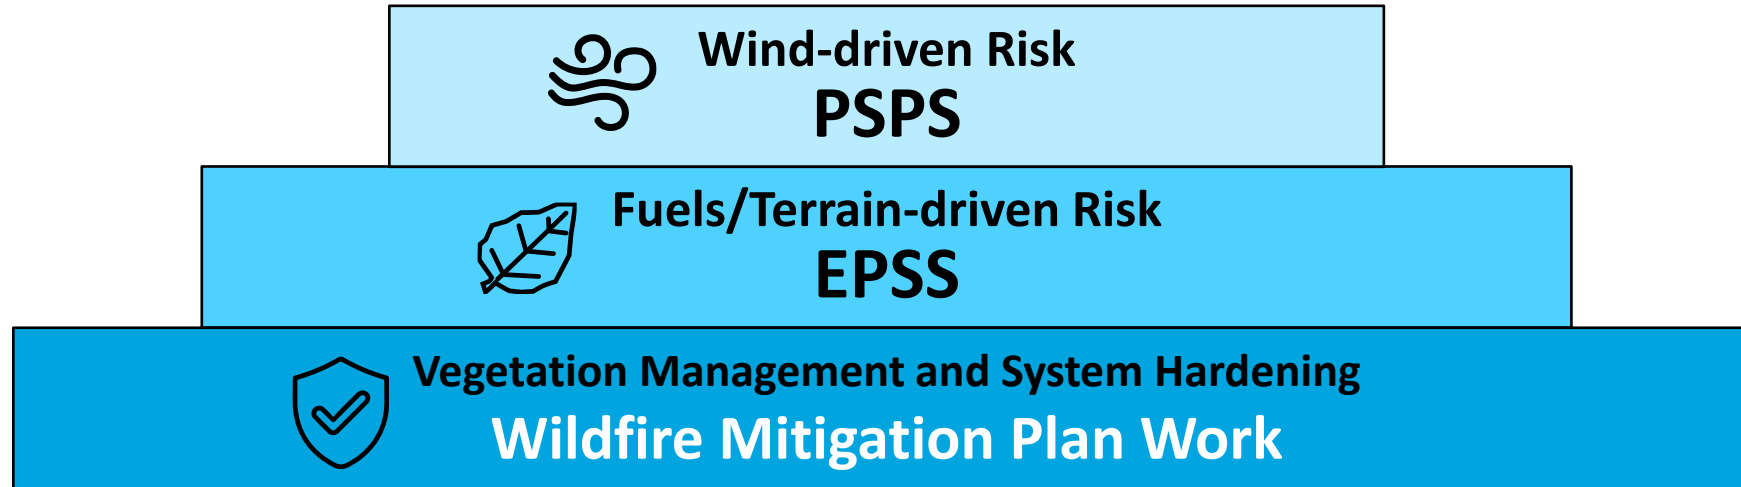 Wind-driven Risk
PSPS
Fuels/Terrain-driven Risk
EPSS
Vegetation Management and System Hardening
Wildfire Mitigation Plan Work